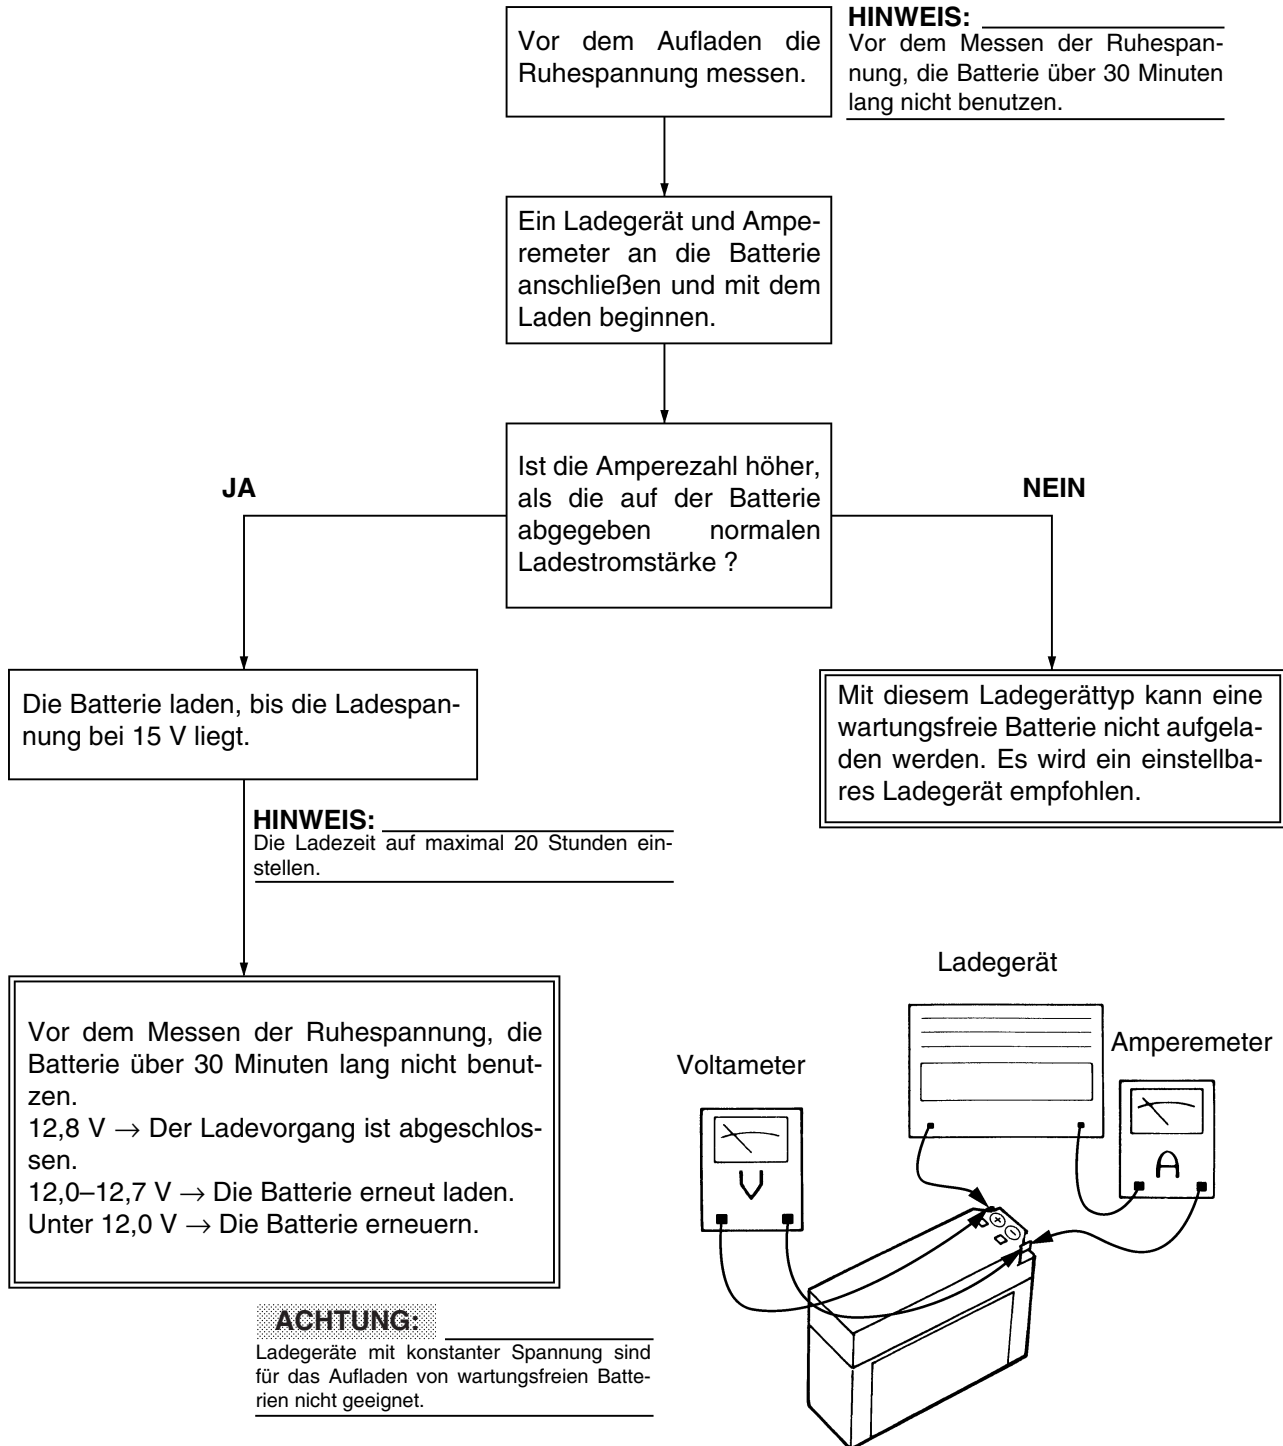 Vor dem Aufladen die
Ruhespannung messen.
HINWEIS:
Vor dem Messen der Ruhespan-
nung, die Batterie über 30 Minuten
lang nicht benutzen.
Ein Ladegerät und Ampe-
remeter an die Batterie
anschließen und mit dem
Laden beginnen.
Ist die Amperezahl höher,
als die auf der Batterie
abgegeben normalen
Ladestromstärke ?
JA
NEIN
Die Batterie laden, bis die Ladespan-
nung bei 15 V liegt.
Mit diesem Ladegerättyp kann eine
wartungsfreie Batterie nicht aufgela-
den werden. Es wird ein einstellba-
res Ladegerät empfohlen.
HINWEIS:
Die Ladezeit auf maximal 20 Stunden ein-
stellen.
Vor dem Messen der Ruhespannung, die
Batterie über 30 Minuten lang nicht benut-
zen.
12,8 V → Der Ladevorgang ist abgeschlos-
sen.
12,0–12,7 V → Die Batterie erneut laden.
Unter 12,0 V → Die Batterie erneuern.
ACHTUNG:
Ladegeräte mit konstanter Spannung sind
für das Aufladen von wartungsfreien Batte-
rien nicht geeignet.
Ladegerät
Amperemeter
Voltameter
V
A
+
−